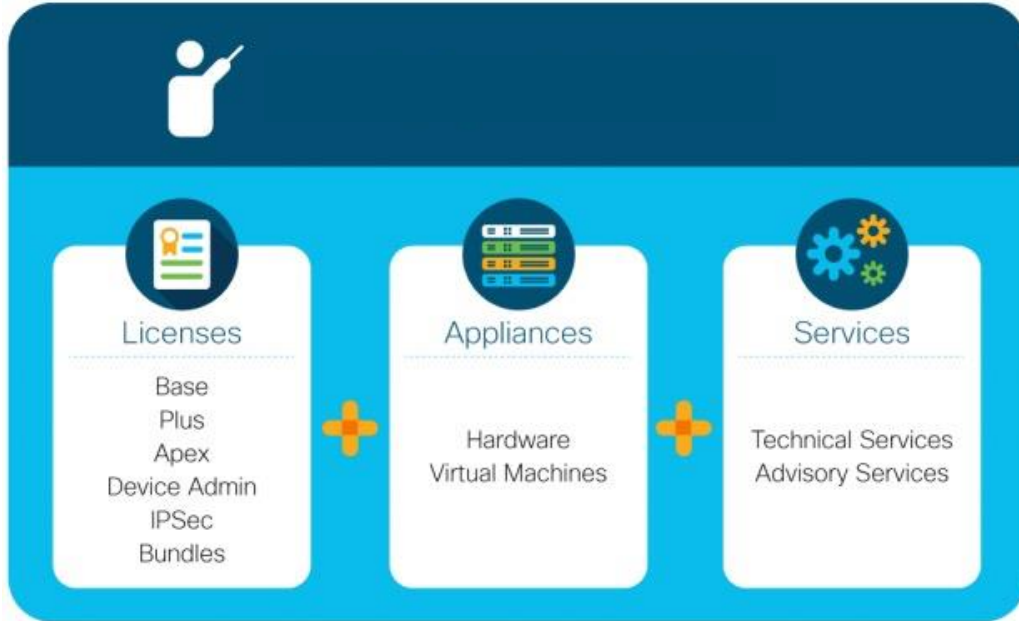 Licenses
Base
Plus
Apex
Device Admin
IPSec
Bundles
Appliances
Hardware
Virtual Machines
Services
Technical Services
Advisory Services